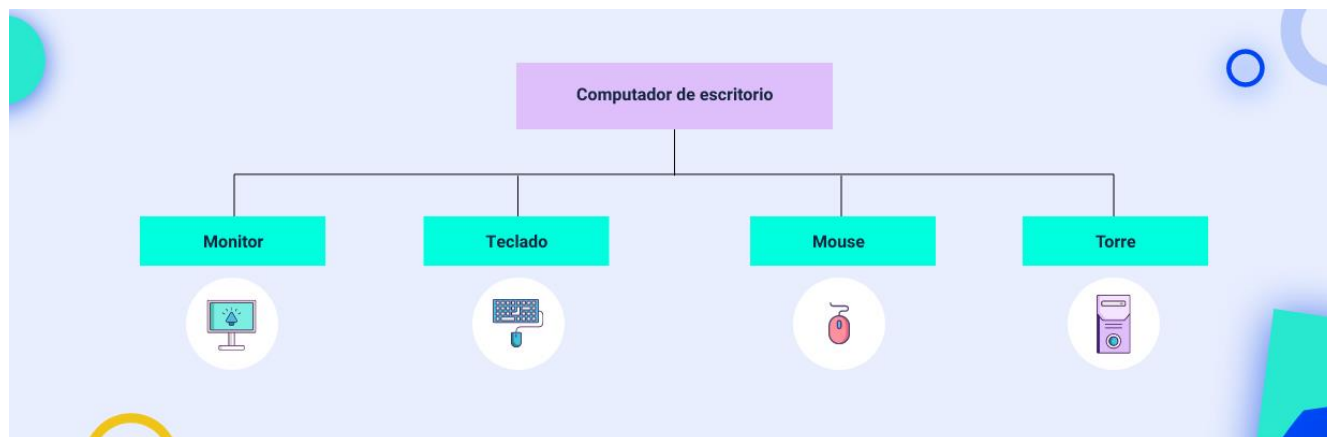 Computador de escritorio
Monitor
Teclado
Mouse
Torre